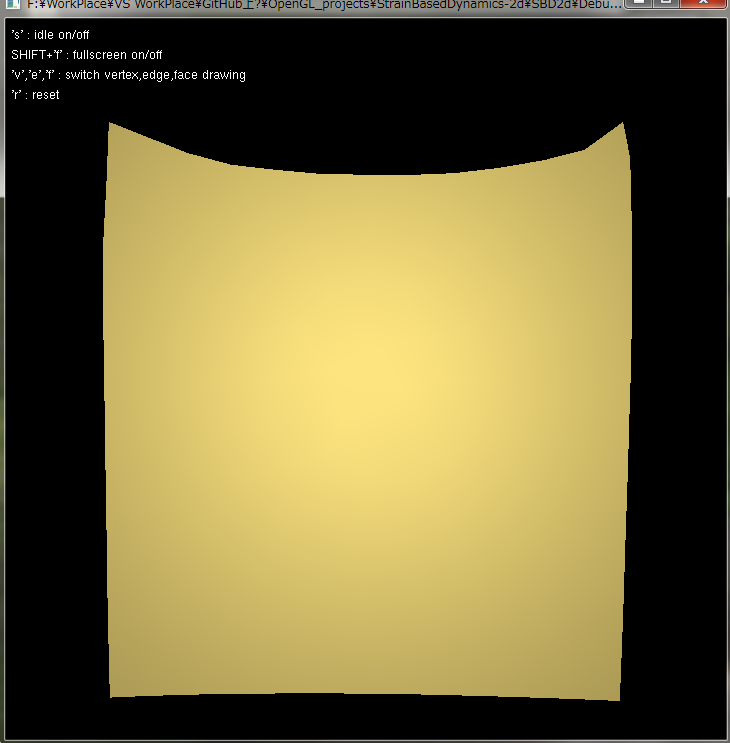 F:¥WorkPlace¥VS WorkPlace¥GitHub上?¥OpenGL_projects¥StrainBasedDynamics-2d¥SBD2d¥Debu...
's' : idle on/off
SHIFT+'f' : fullscreen on/off
'v','e','f' : switch vertex,edge,face drawing
'r' : reset